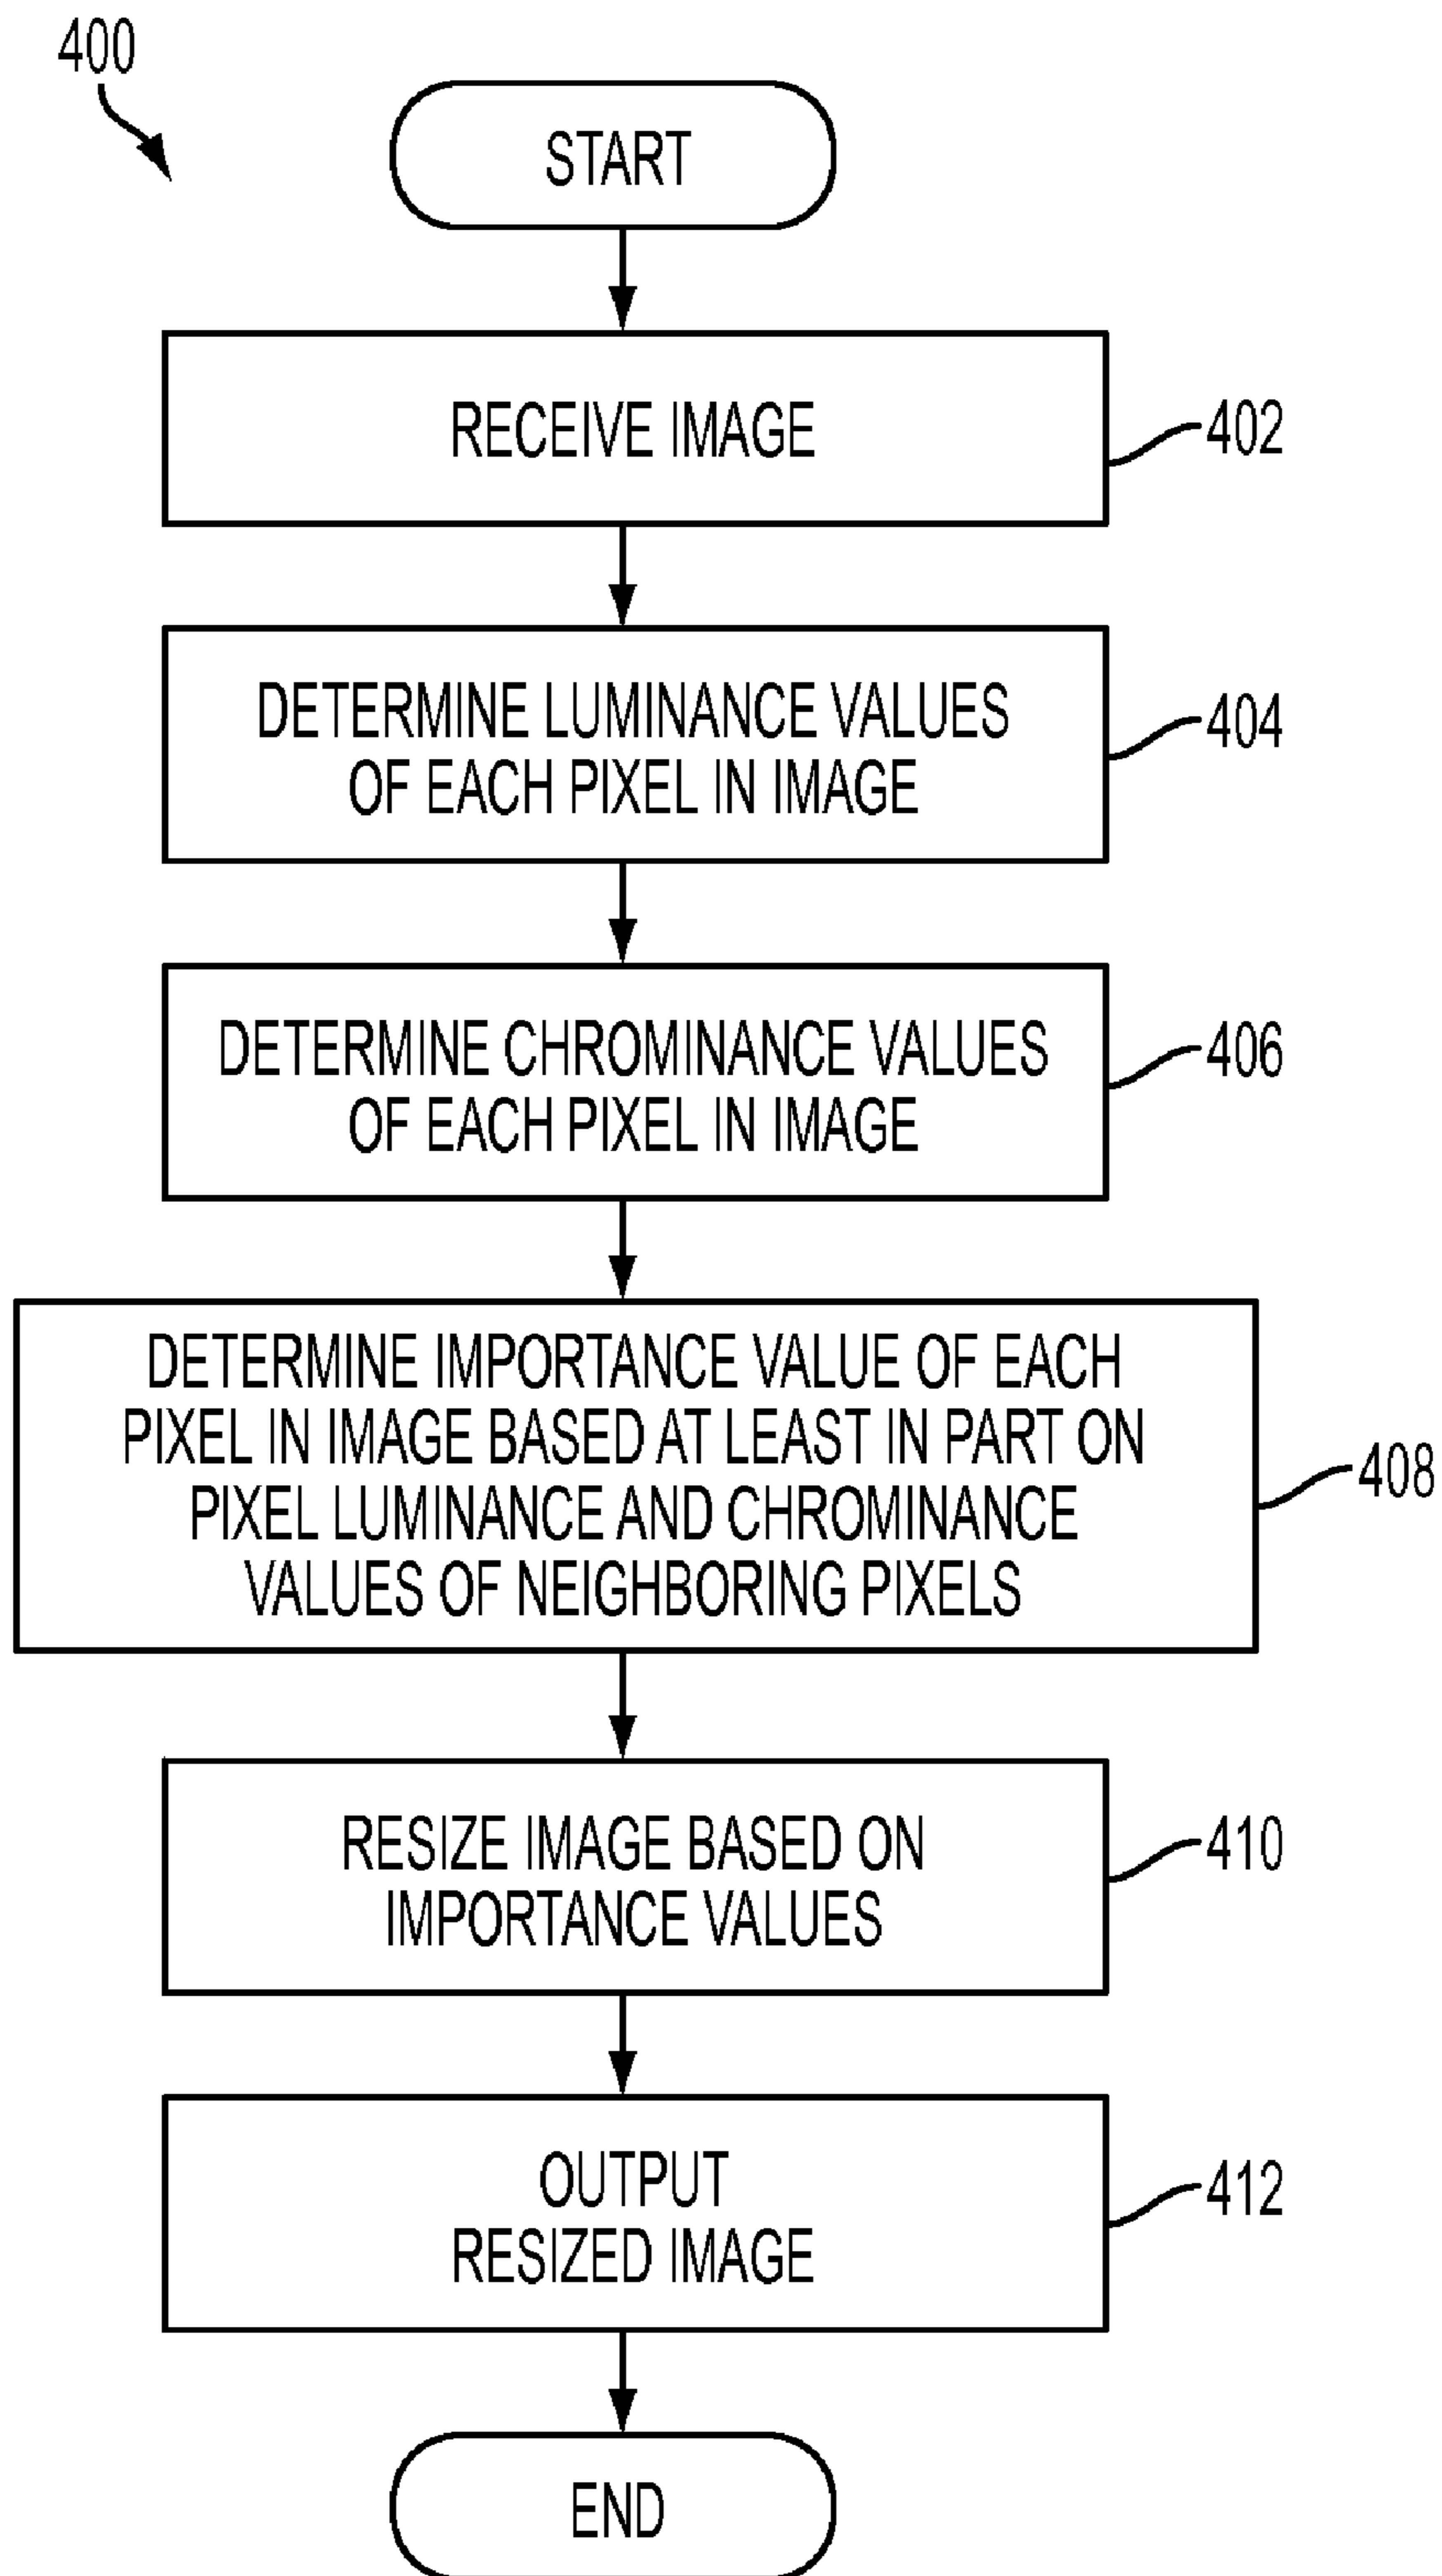 400
START
RECEIVE IMAGE
402
DETERMINE LUMINANCE VALUES
OF EACH PIXEL IN IMAGE
404
DETERMINE CHROMINANCE VALUES
OF EACH PIXEL IN IMAGE
406
DETERMINE IMPORTANCE VALUE OF EACH
PIXEL IN IMAGE BASED AT LEAST IN PART ON
PIXEL LUMINANCE AND CHROMINANCE
VALUES OF NEIGHBORING PIXELS
408
RESIZE IMAGE BASED ON
IMPORTANCE VALUES
410
OUTPUT
RESIZED IMAGE
412
END